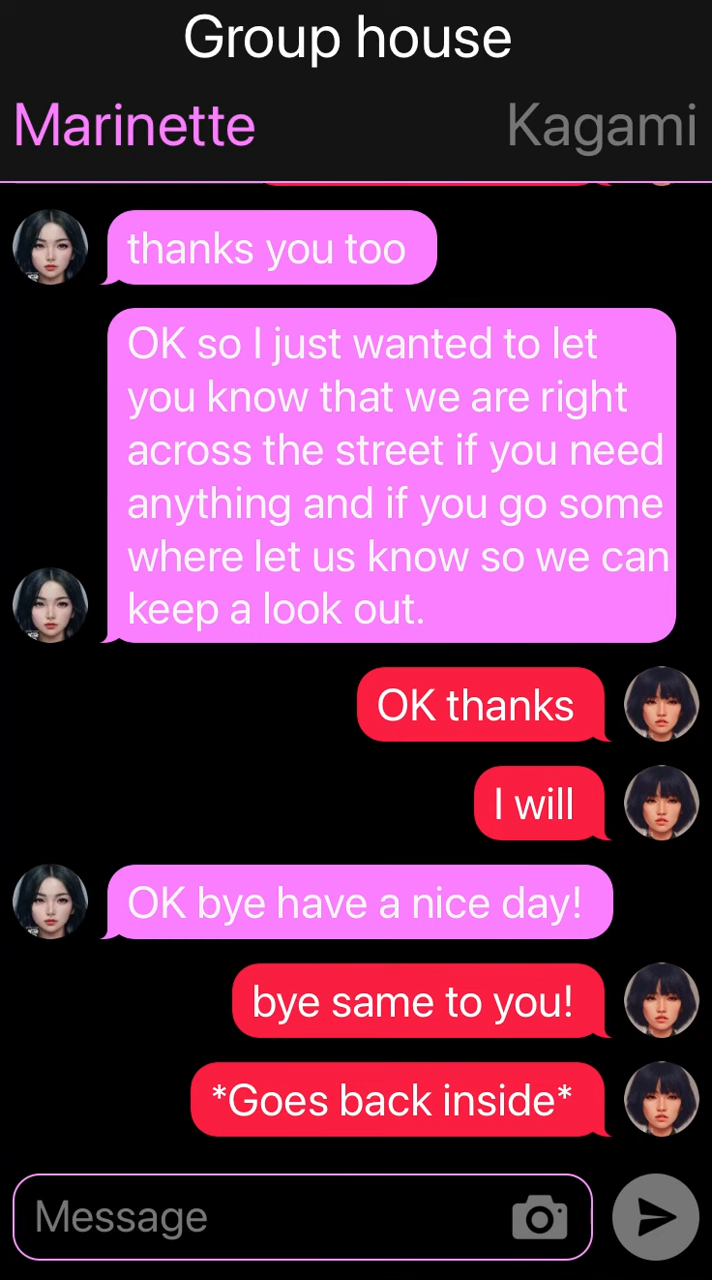 Group house
Marinette
Kagami
thanks you too
OK so I just wanted to let
you know that we are right
across the street if you need
anything and if you go some
where let us know so we can
keep a look out.
OK thanks
I will
OK bye have a nice day!
bye same to you!
*Goes back inside*
Message